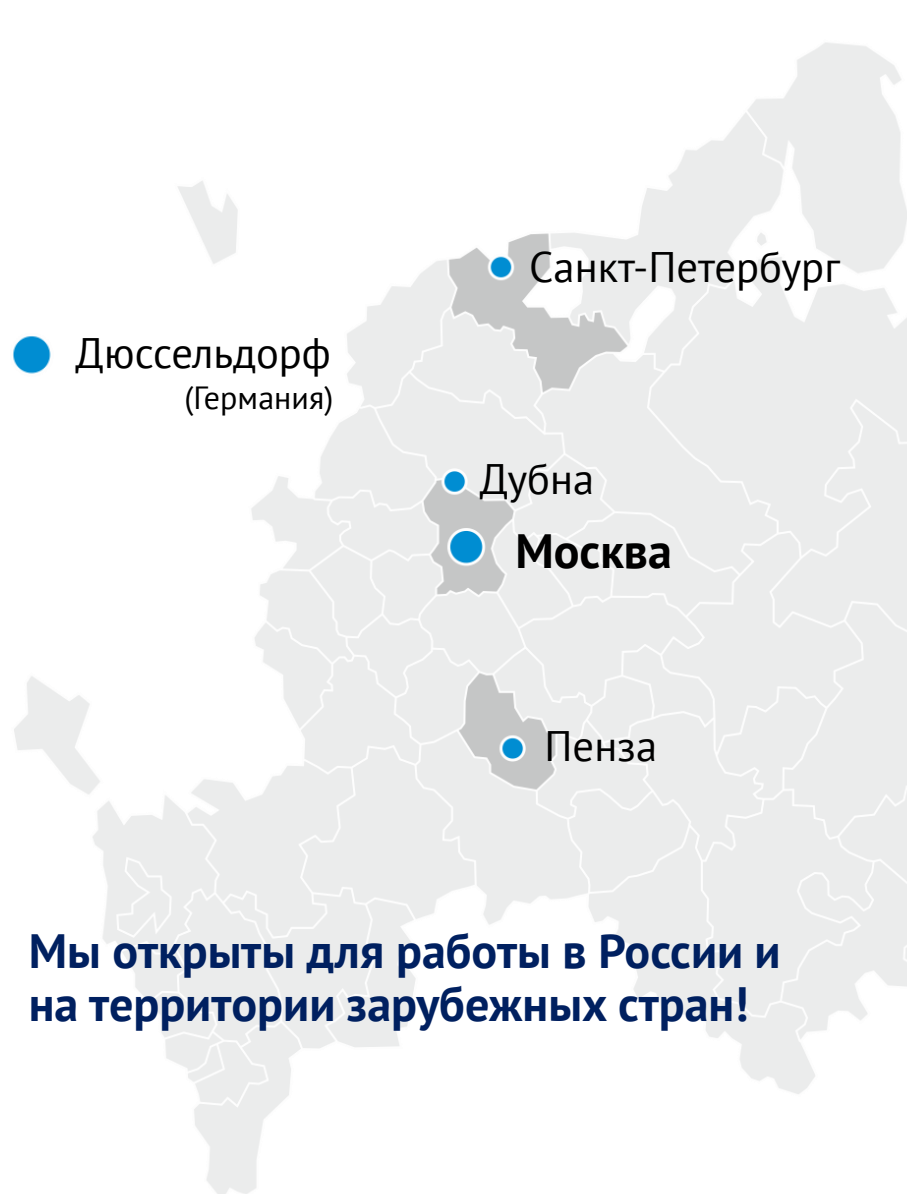 Санкт-Петербург
Дюссельдорф
(Германия)
Дубна
Москва
Пенза
Мы открыты для работы в России и
на территории зарубежных стран!